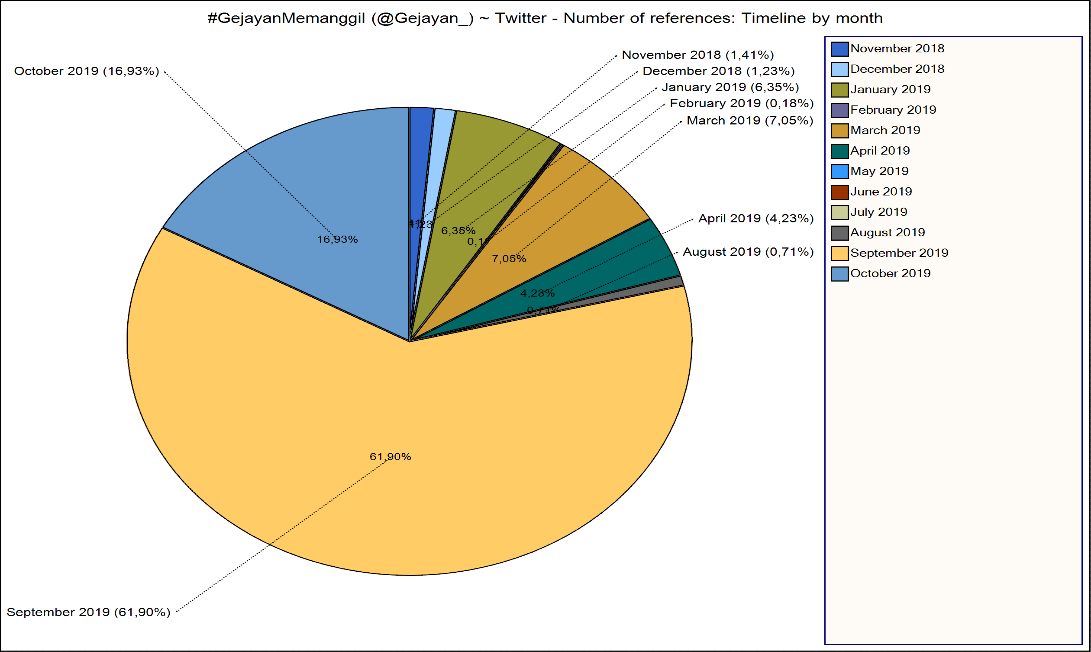 #GejayanMemanggil (@Gejayan_) ~ Twitter - Number of references: Timeline by month
November 2018 (1,41%)
December 2018 (1,23%)
January 2019 (6,35%)
February 2019 (0,18%)
March 2019 (7,05%)
April 2019 (4,23%)
August 2019 (0,71%)
October 2019 (16,93%)
September 2019 (61,90%)
16,93%
6,35%
7,05%
4,23%
61,90%
November 2018
December 2018
January 2019
February 2019
March 2019
April 2019
May 2019
June 2019
July 2019
August 2019
September 2019
October 2019